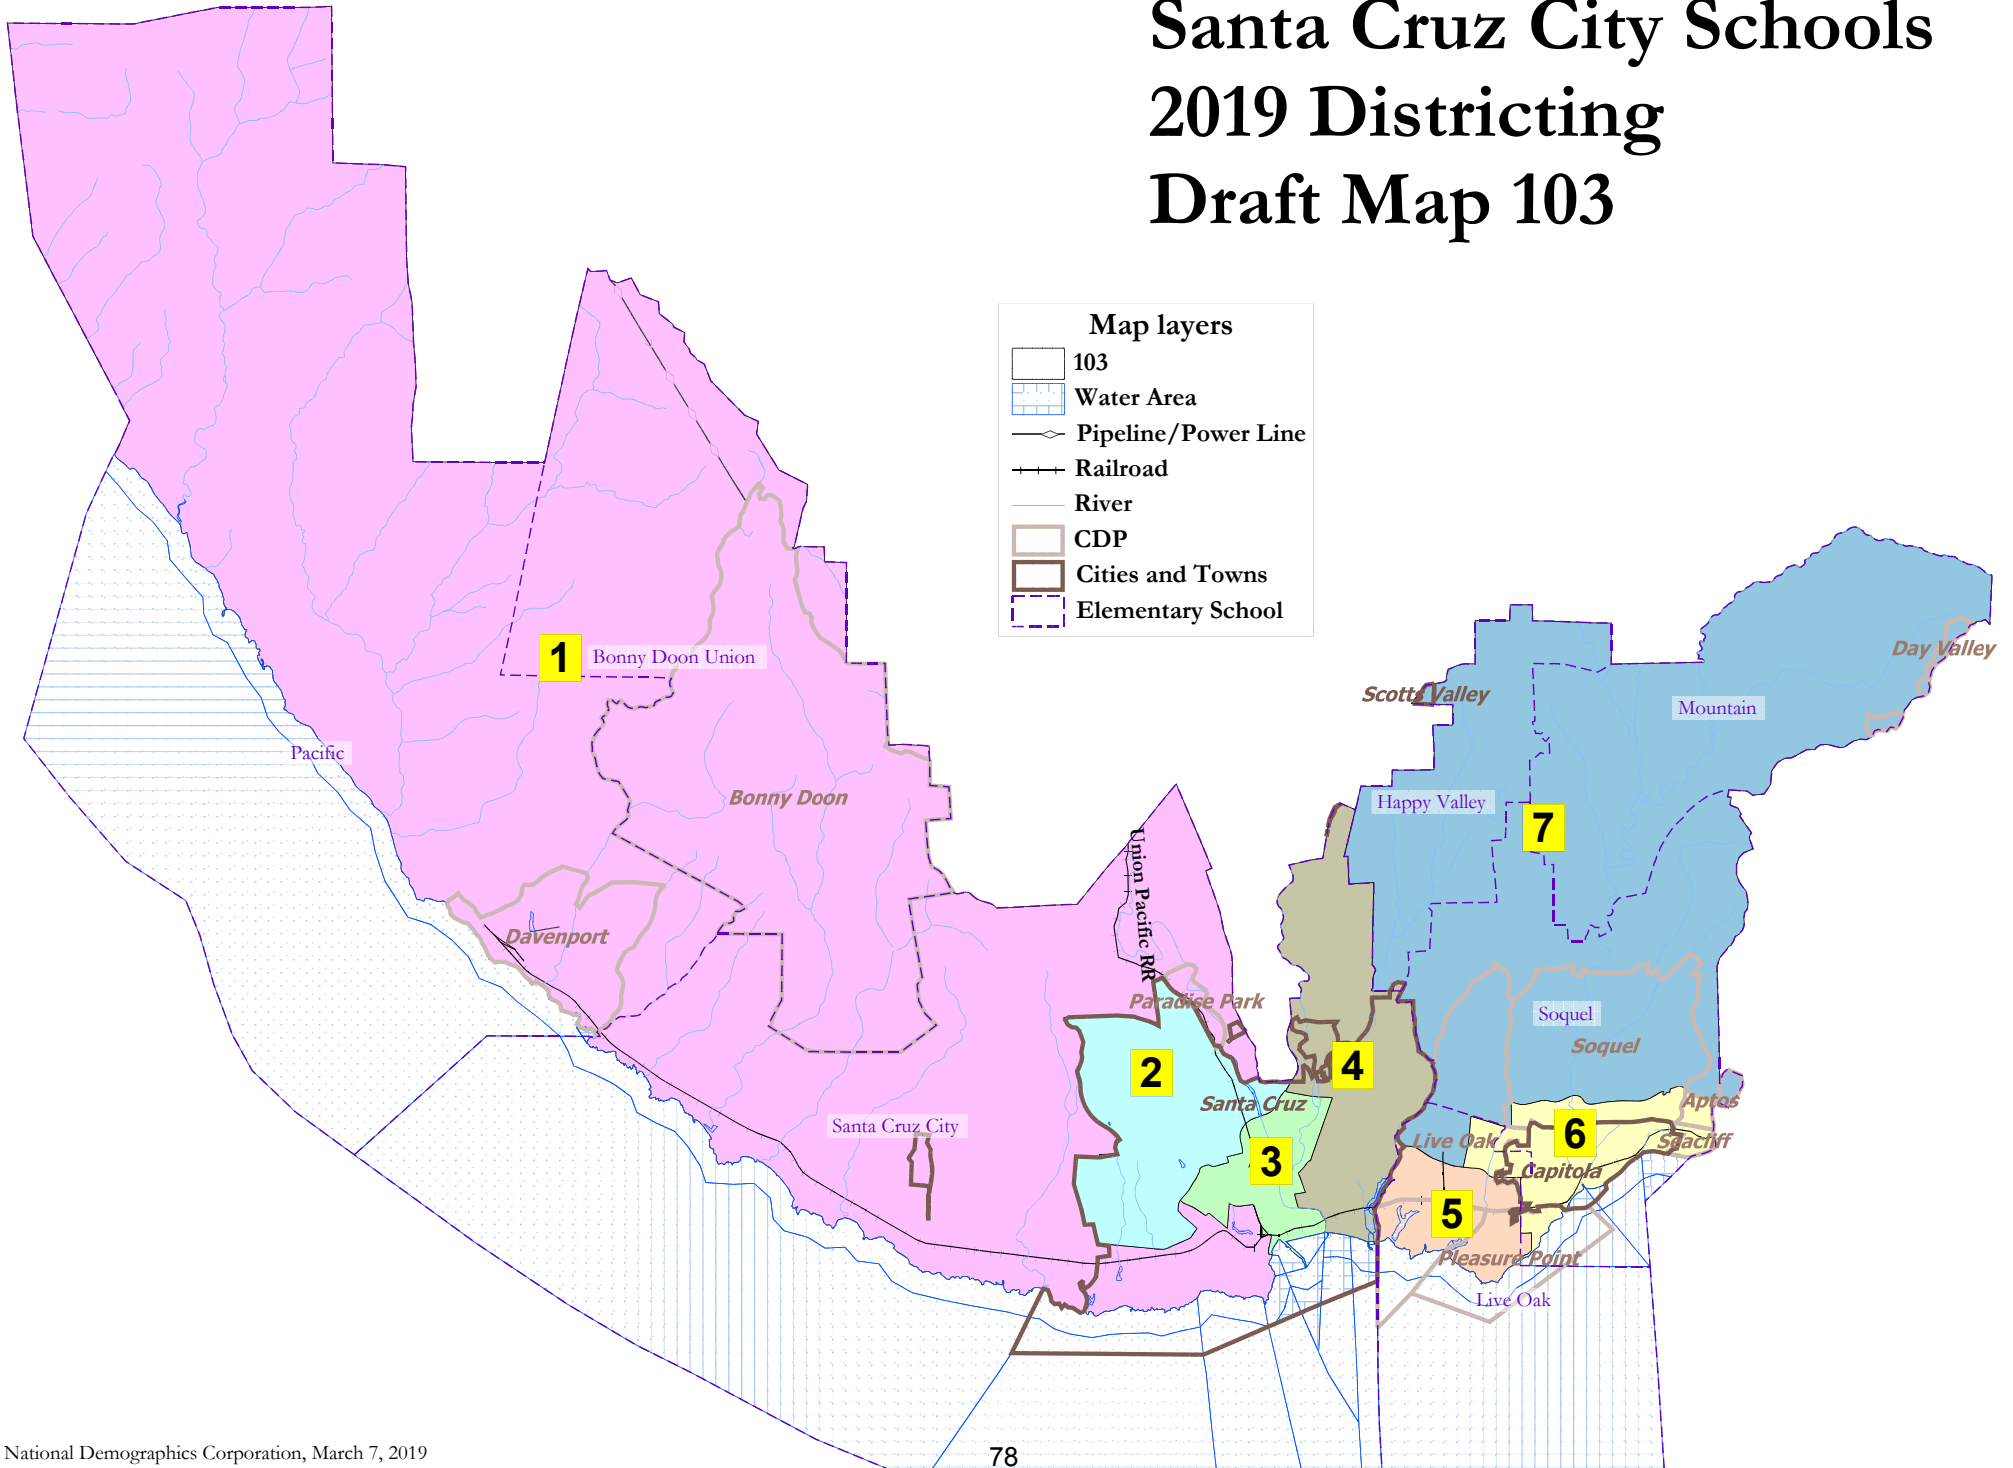 Santa Cruz City Schools
2019 Districting
Draft Map 103
Map layers
103
Water Area
Pipeline/Power Line
Railroad
River
CDP
Cities and Towns
Elementary School
Day Valley
1
Bonny Doon Union
Scotts Valley
Mountain
Pacific
Bonny Doon
Happy Valley
7
Union Pacific RR
Davenport
Paradise Park
Soquel
Soquel
2
4
Santa Cruz
Aptos
Santa Cruz City
Live Oak
6
Seacliff
3
Capitola
5
Pleasure Point
Live Oak
National Demographics Corporation, March 7, 2019
78